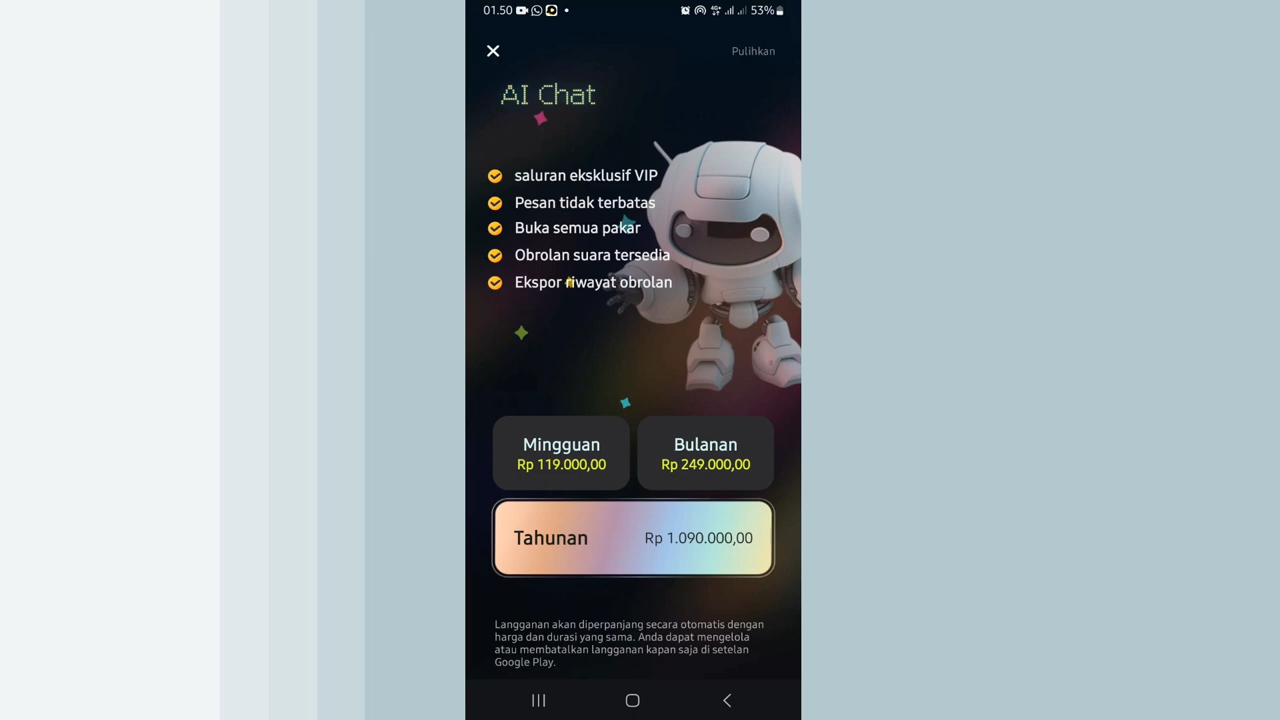 01.50
4G+
53%
Pulihkan
AI Chat
saluran eksklusif VIP
Pesan tidak terbatas
Buka semua pakar
Obrolan suara tersedia
Ekspor riwayat obrolan
Mingguan
Rp 119.000,00
Bulanan
Rp 249.000,00
Tahunan
Rp 1.090.000,00
Langganan akan diperpanjang secara otomatis dengan
harga dan durasi yang sama. Anda dapat mengelola
atau membatalkan langganan kapan saja di setelan
Google Play.